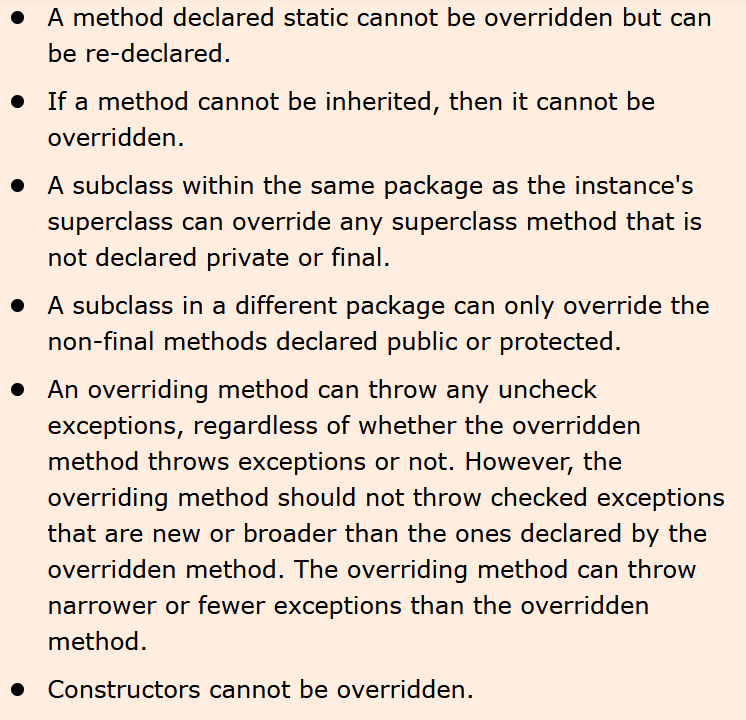 ● A method declared static cannot be overridden but can
be re-declared.
● If a method cannot be inherited, then it cannot be
overridden.
● A subclass within the same package as the instance's
superclass can override any superclass method that is
not declared private or final.
● A subclass in a different package can only override the
non-final methods declared public or protected.
● An overriding method can throw any uncheck
exceptions, regardless of whether the overridden
method throws exceptions or not. However, the
overriding method should not throw checked exceptions
that are new or broader than the ones declared by the
overridden method. The overriding method can throw
narrower or fewer exceptions than the overridden
method.
● Constructors cannot be overridden.